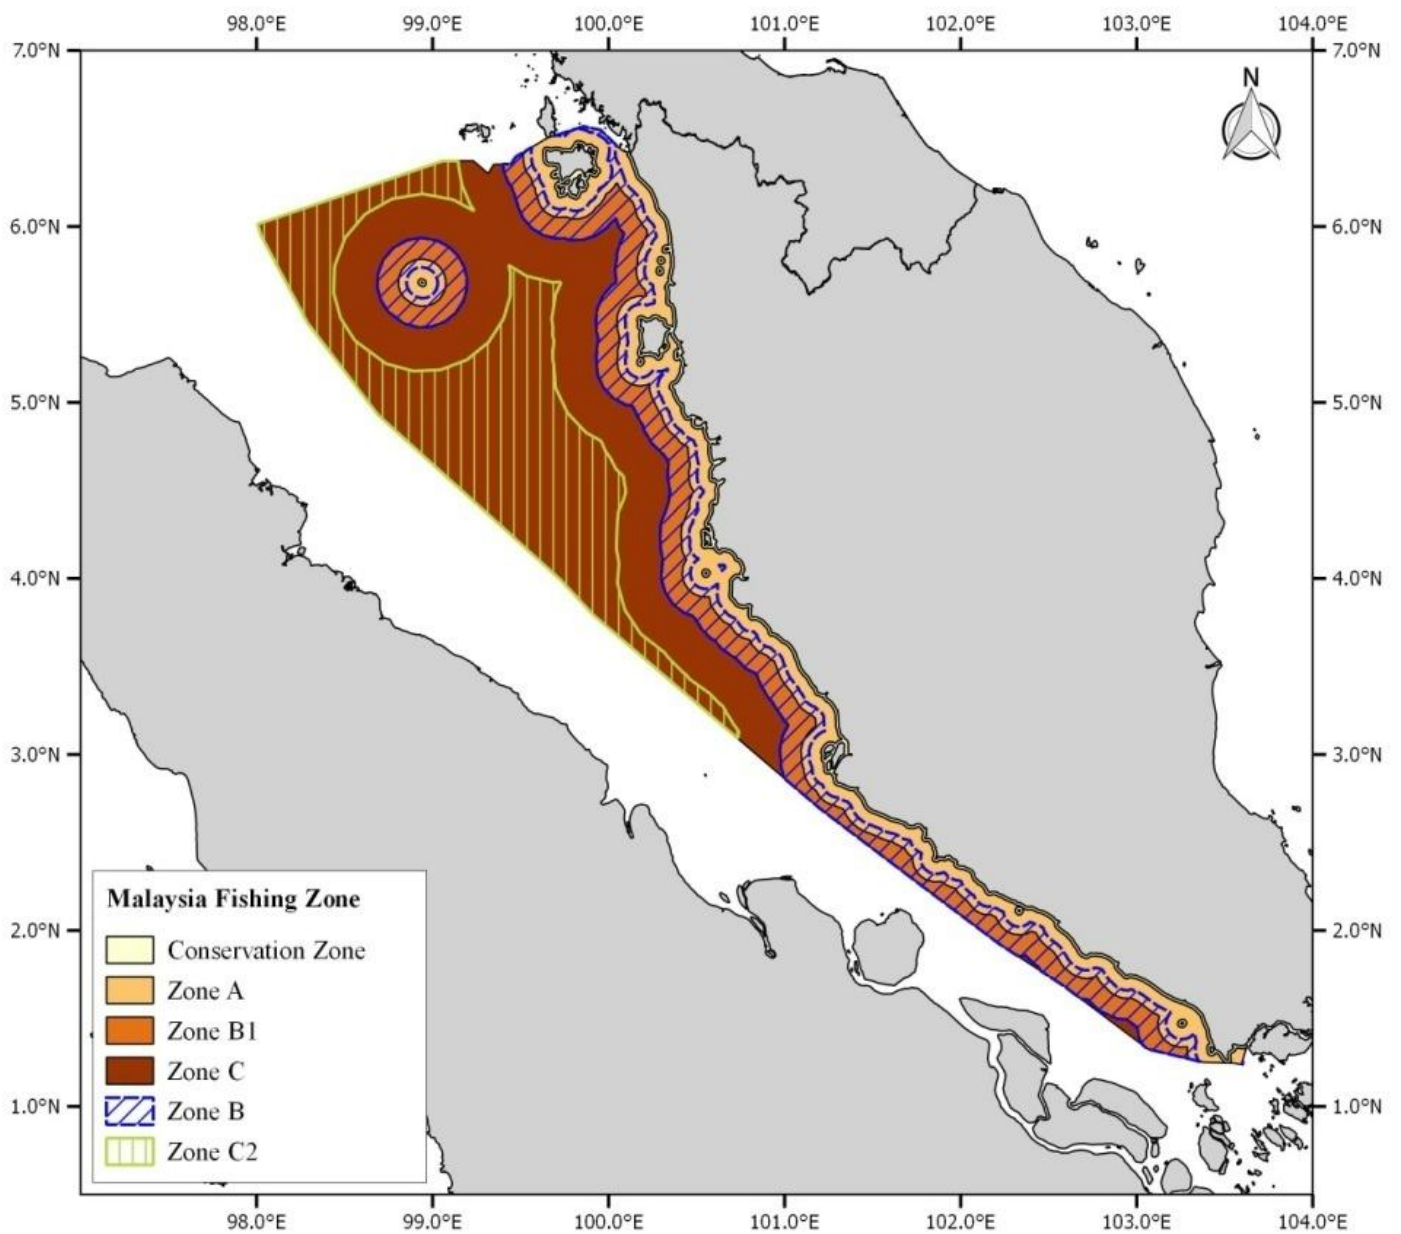 98.0°E 99.0°E 100.0°E 101.0°E 102.0°E 103.0°E 104.0°E
7.0°N 7.0°N
N
6.0°N 6.0°N
5.0°N 5.0°N
4.0°N 4.0°N
3.0°N 3.0°N
Malaysia Fishing Zone
2.0°N 2.0°N
Conservation Zone
Zone A
Zone B1
Zone C
1.0°N 1.0°N
Zone B
Zone C2
98.0°E 99.0°E 100.0°E 101.0°E 102.0°E 103.0°E 104.0°E